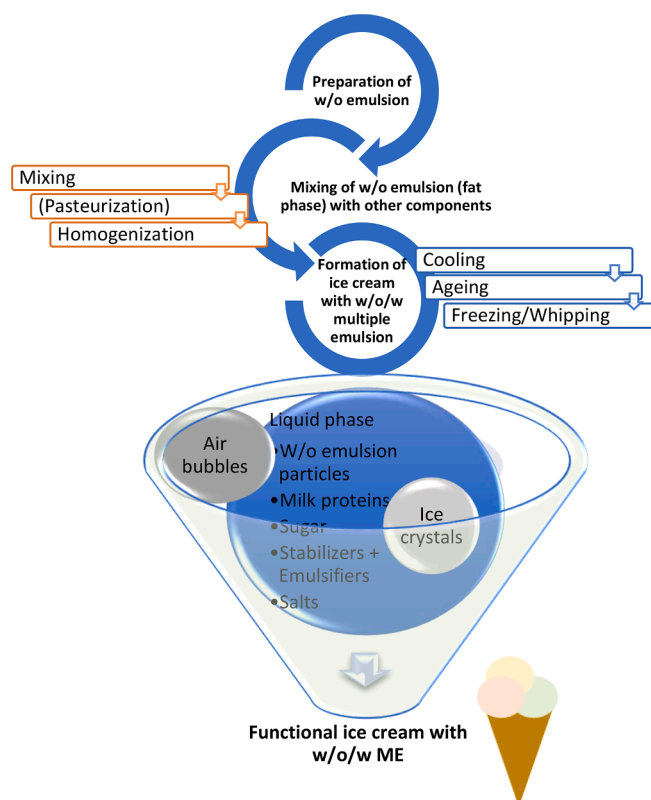 Preparation of
w/o emulsion
Mixing of w/o emulsion (fat
phase) with other components
Mixing
(Pasteurization)
Homogenization
Formation of
ice cream
with w/o/w
multiple
emulsion
Cooling
Ageing
Freezing/Whipping
Liquid phase
•W/o emulsion
particles
•Milk proteins
•Sugar
•Stabilizers +
Emulsifiers
•Salts
Air
bubbles
Ice
crystals
Functional ice cream with
w/o/w ME